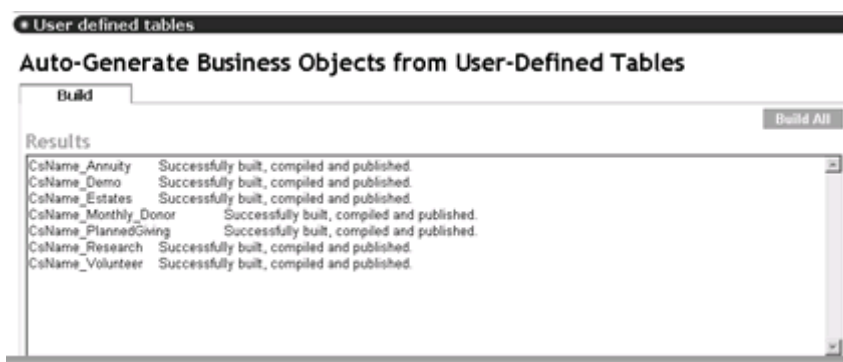 User defined tables
Auto-Generate Business Objects from User-Defined Tables
Build
Build All
Results
CsName_Annuity Successfully built, compiled and published.
CsName_Demo Successfully built, compiled and published.
CsName_Estates Successfully built, compiled and published.
CsName_Monthly_Donor Successfully built, compiled and published.
CsName_PlannedGiving Successfully built, compiled and published.
CsName_Research Successfully built, compiled and published.
CsName_Volunteer Successfully built, compiled and published.